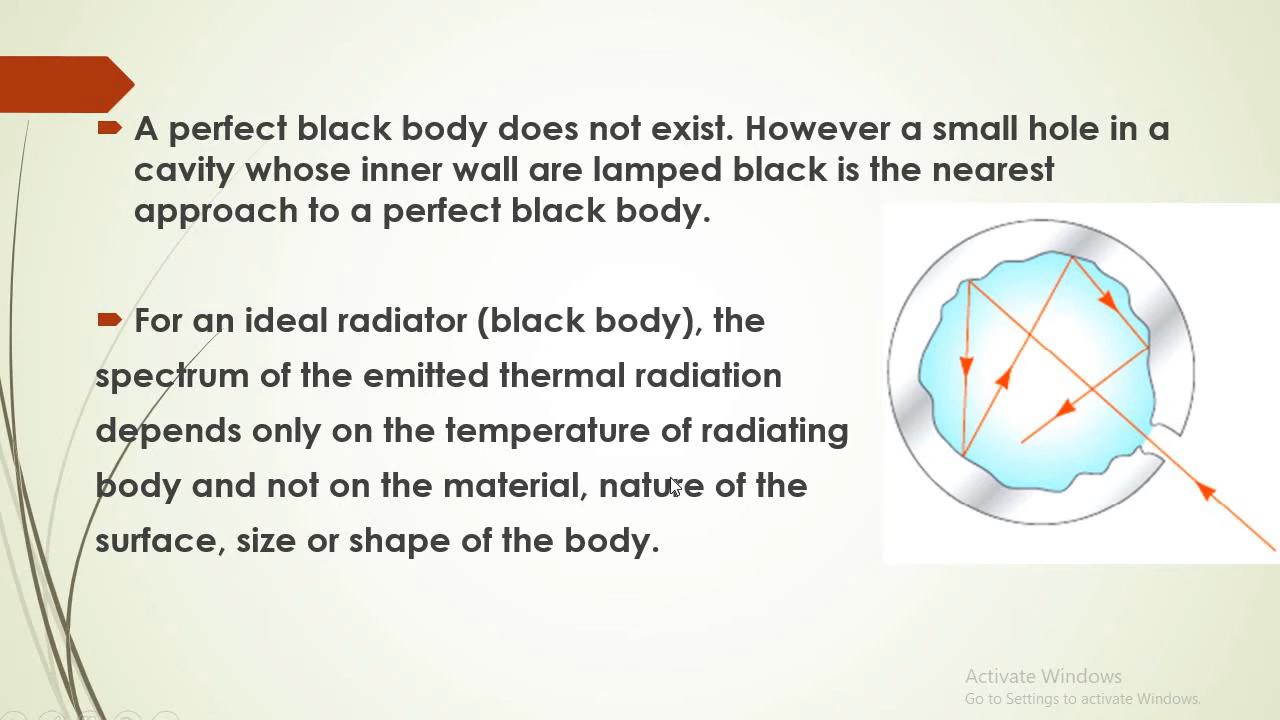 A perfect black body does not exist. However a small hole in a
cavity whose inner wall are lamped black is the nearest
approach to a perfect black body.
For an ideal radiator (black body), the
spectrum of the emitted thermal radiation
depends only on the temperature of radiating
body and not on the material, nature of the
surface, size or shape of the body.
Activate Windows
Go to Settings to activate Windows.